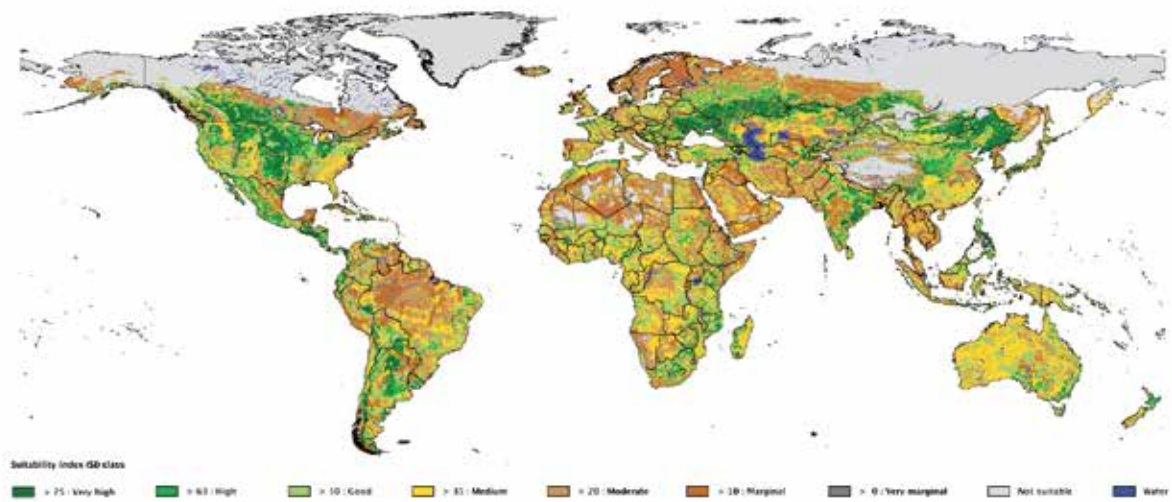 Suitability index (SI) class
> 75 : Very high
> 63 : High
> 50 : Good
> 35 : Medium
> 20 : Moderate
> 10 : Marginal
> 0 : Very marginal
Not suitable
Water